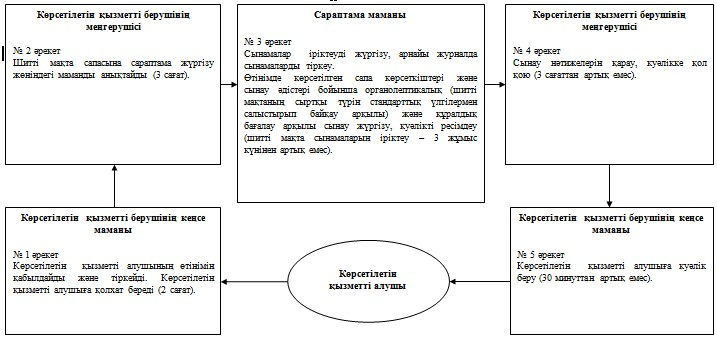 Көрсетілетін қызметті берушінің
меңгерушісі
№ 2 әрекет
Шитті мақта сапасына сараптама жүргізу
жөніндегі маманды анықтайды (3 сағат).
Сараптама маманы
№ 3 әрекет
Сынамалар іріктеуді жүргізу, арнайы журналда
сынамаларды тіркеу.
Өтінімде көрсетілген сапа көрсеткіштері және
сынау әдістері бойынша органолептикалық (шитті
мақтаның сыртқы түрін стандарттық үлгілермен
салыстырып байқау арқылы) және құралдық
бағалау арқылы сынау жүргізу, куәлікті ресімдеу
(шитті мақта сынамаларын іріктеу – 3 жұмыс
күнінен артық емес).
Көрсетілетін қызметті берушінің
меңгерушісі
№ 4 әрекет
Сынау нәтижелерін қарау, куәлікке қол
қою (3 сағаттан артық емес).
Көрсетілетін қызметті берушінің кеңсе
маманы
№ 1 әрекет
Көрсетілетін қызметті алушының өтінімін
қабылдайды және тіркейді. Көрсетілетін
қызметті алушыға қолхат береді (2 сағат).
Көрсетілетін
қызметті алушы
Көрсетілетін қызметті берушінің кеңсе
маманы
№ 5 әрекет
Көрсетілетін қызметті алушыға куәлік
беру (30 минуттан артық емес).